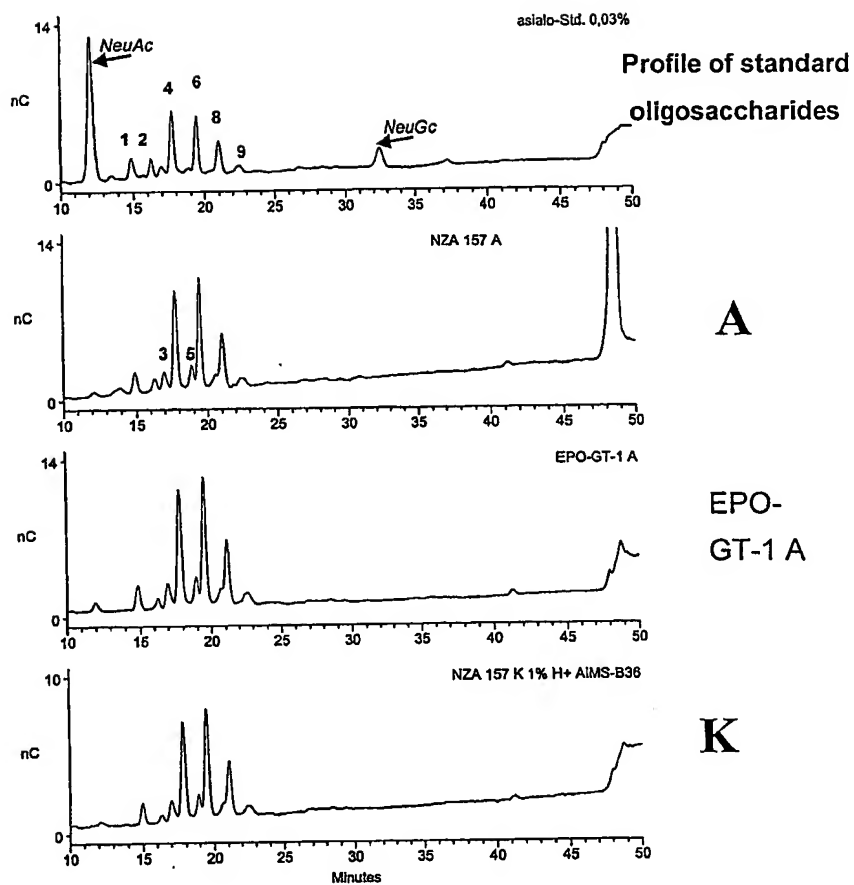 asialo-Std. 0,03%
14
NeuAc
Profile of standard
oligosaccharides
nC
1 2 4 6 8 9
NeuGc
0
10 15 20 25 30 35 40 45 50
NZA 157 A
14
nC
3 5
A
0
10 15 20 25 30 35 40 45 50
EPO-GT-1 A
14
nC
EPO-
GT-1 A
0
10 15 20 25 30 35 40 45 50
NZA 157 K 1% H+ AIMS-B36
10
nC
K
0
10 15 20 25 30 35 40 45 50
Minutes